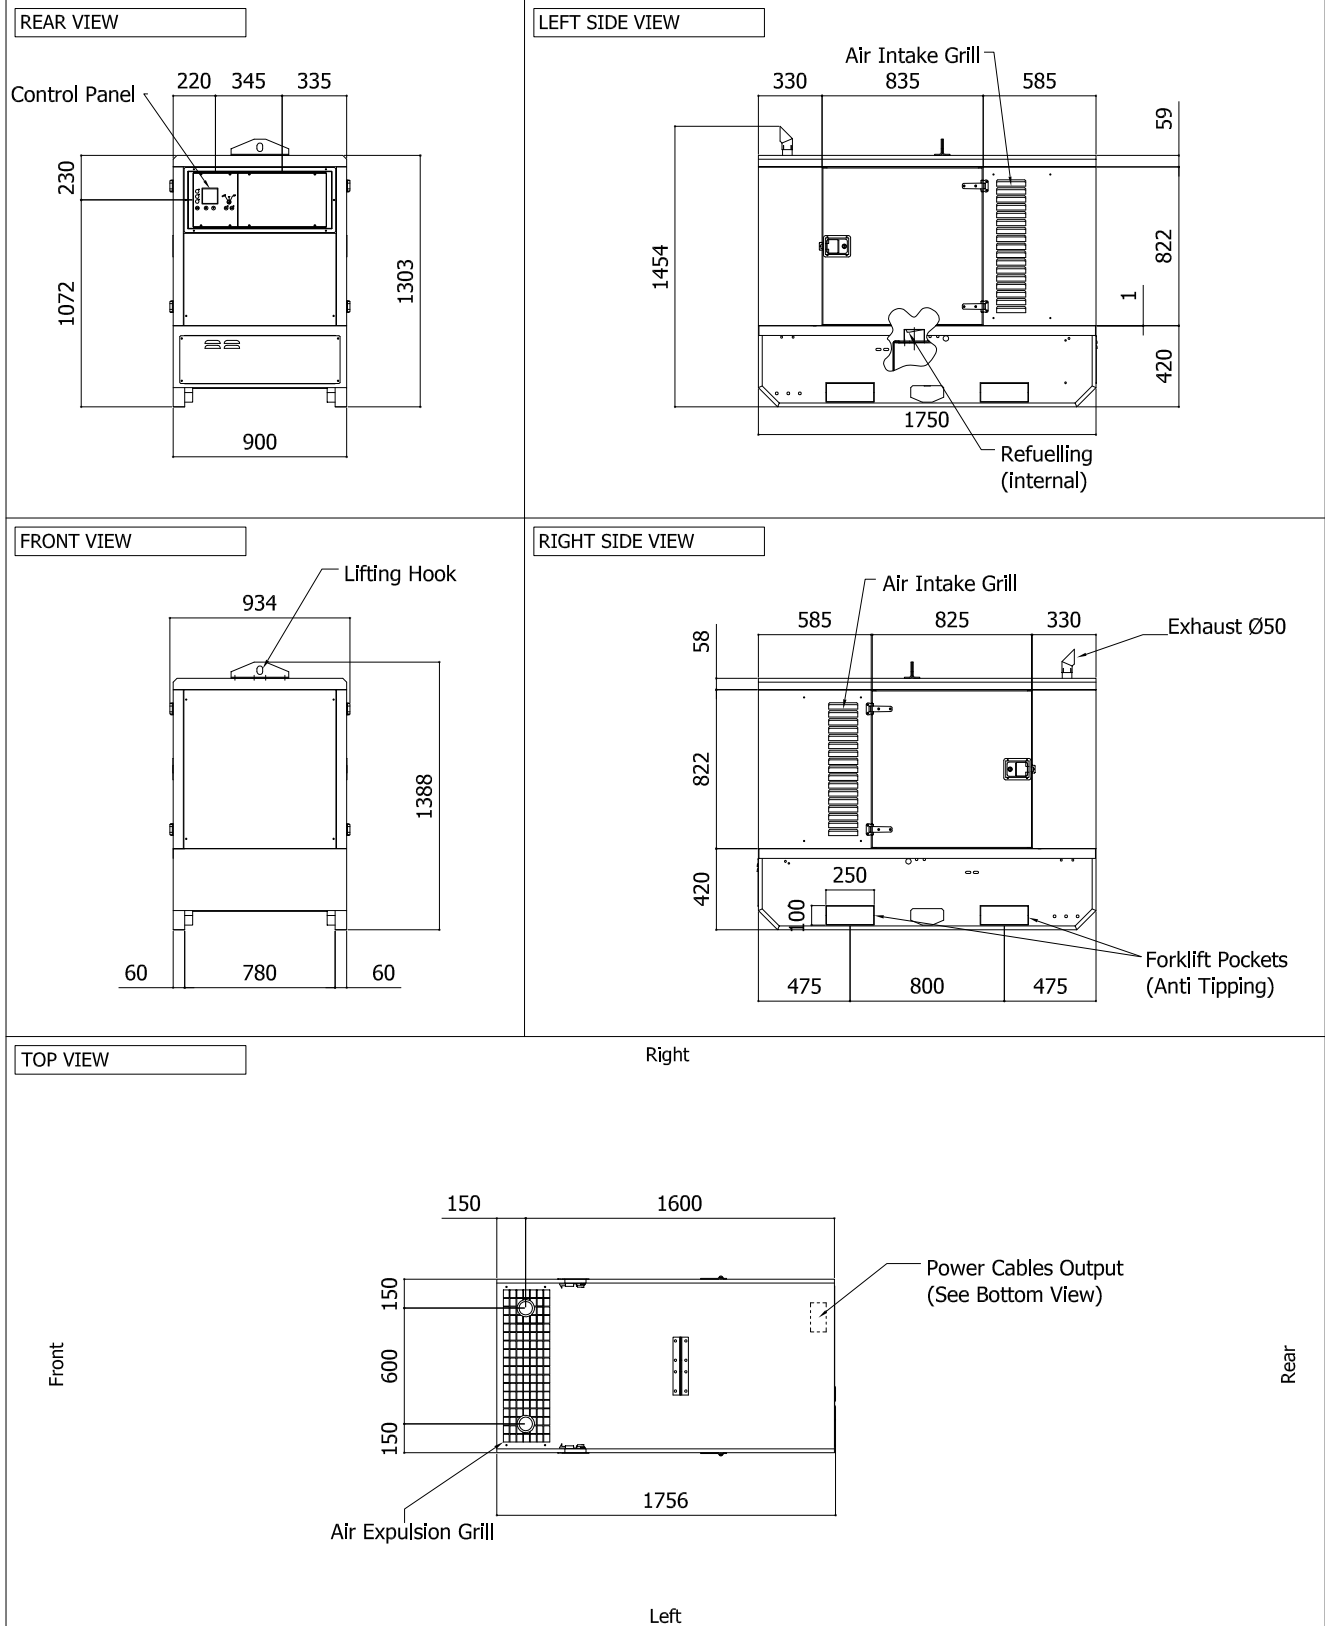 REAR VIEW
220 345 335
Control Panel
230
1072
1303
900
LEFT SIDE VIEW
Air Intake Grill
330 835 585
59
1454
822
1
420
1750
Refuelling
(internal)
FRONT VIEW
Lifting Hook
934
1388
60 780 60
RIGHT SIDE VIEW
Air Intake Grill
585 825 330
Exhaust Ø50
58
822
420
250
100
Forklift Pockets
(Anti Tipping)
475 800 475
TOP VIEW
Right
150 1600
Power Cables Output
(See Bottom View)
150
600
150
Front
Rear
1756
Air Expulsion Grill
Left